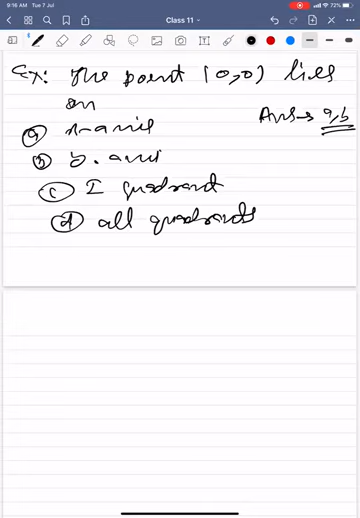 9:16 AM Tue 7 Jul
Class 11
Ex: The point (0,0) lies
on
Ans → a,b
(a) x-axis
(b) y-axis
(c) I quadrant
(d) all quadrants